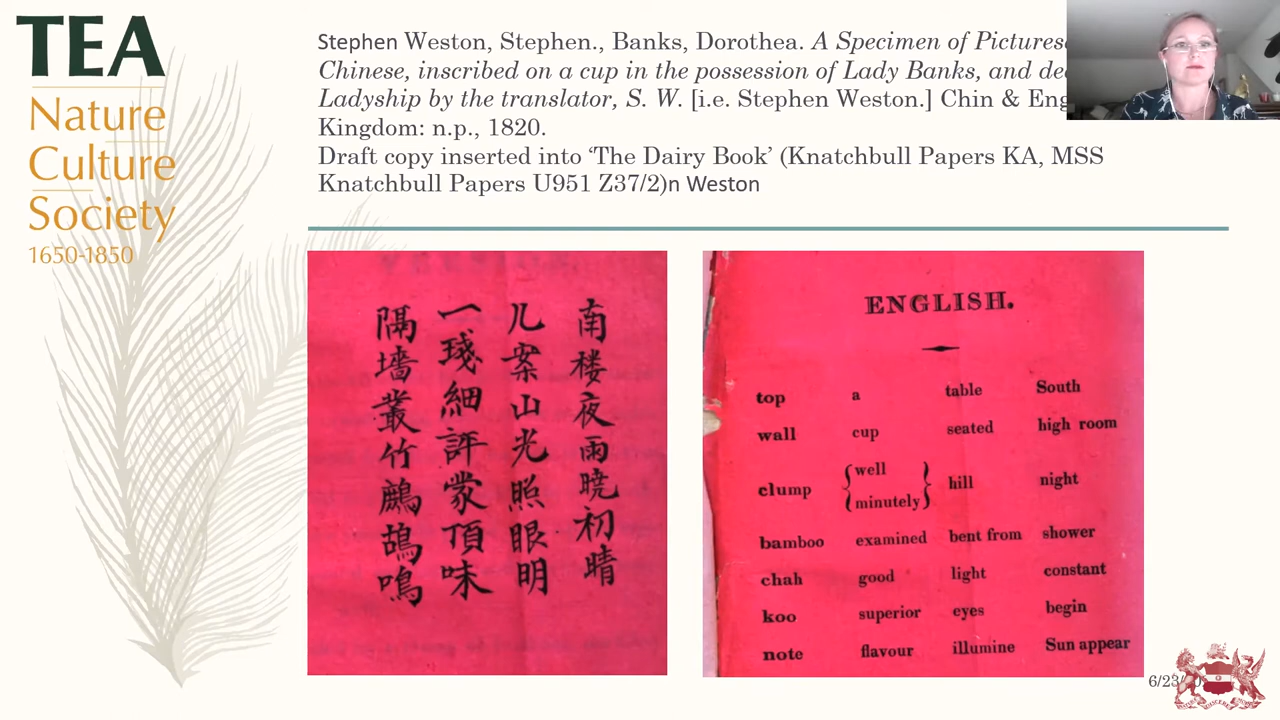 TEA
Nature
Culture
Society
1650-1850
Stephen Weston, Stephen., Banks, Dorothea. A Specimen of Pictures
Chinese, inscribed on a cup in the possession of Lady Banks, and de
Ladyship by the translator, S. W. [i.e. Stephen Weston.] Chin & Eng
Kingdom: n.p., 1820.
Draft copy inserted into ‘The Dairy Book’ (Knatchbull Papers KA, MSS
Knatchbull Papers U951 Z37/2)n Weston
南楼夜雨曉初晴
几案山光照眼明
一琖細評蒙頂味
隔墻叢竹鷓鴣鳴
ENGLISH.
top a table South
wall cup seated high room
clump {well minutely} hill night
bamboo examined bent from shower
chah good light constant
koo superior eyes begin
note flavour illumine Sun appear
6/23/